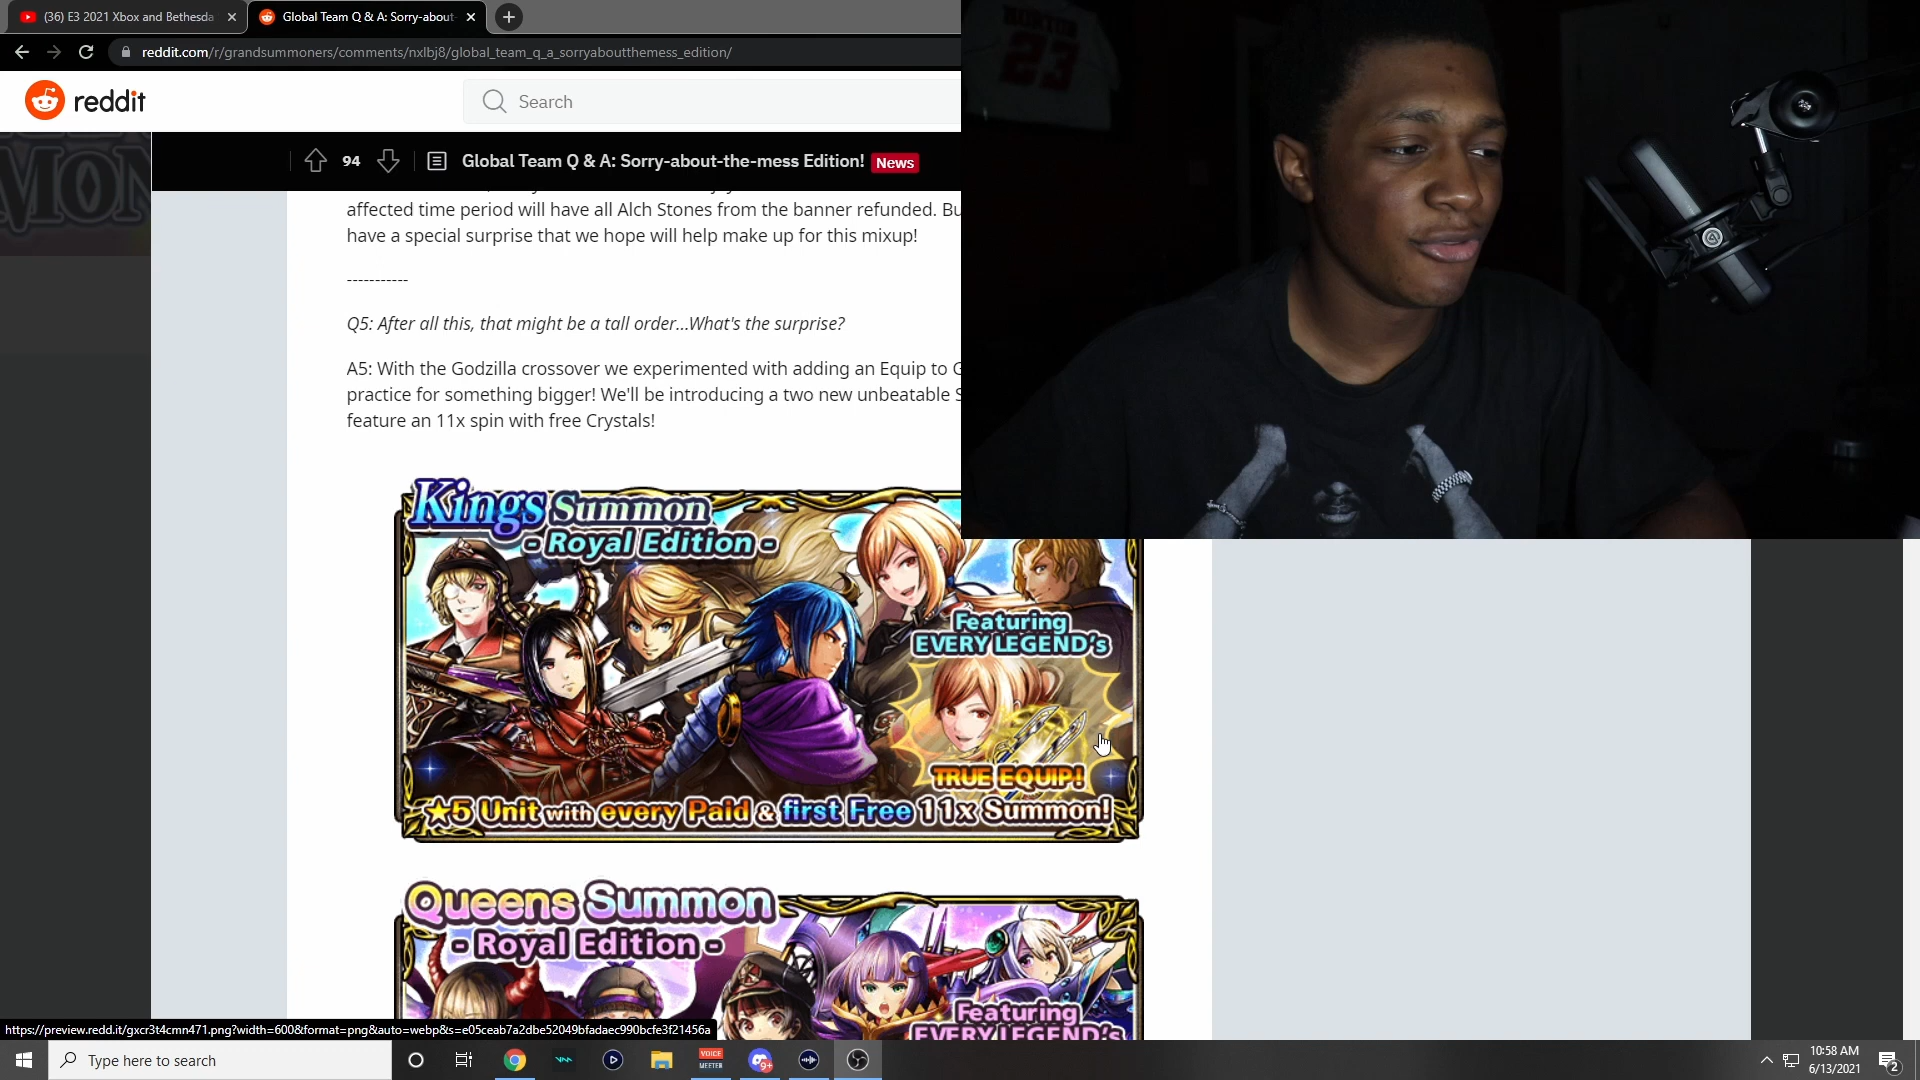 (36) E3 2021 Xbox and Bethesda
Global Team Q & A: Sorry-about-
reddit.com/r/grandsummoners/comments/nxlbj8/global_team_q_a_sorryaboutthemess_edition/
reddit
Search
94
Global Team Q & A: Sorry-about-the-mess Edition!
News
affected time period will have all Alch Stones from the banner refunded. Bu
have a special surprise that we hope will help make up for this mixup!
-----------
Q5: After all this, that might be a tall order...What's the surprise?
A5: With the Godzilla crossover we experimented with adding an Equip to G
practice for something bigger! We'll be introducing a two new unbeatable S
feature an 11x spin with free Crystals!
Kings Summon
- Royal Edition -
Featuring
EVERY LEGEND's
TRUE EQUIP!
★5 Unit with every Paid & first Free 11x Summon!
Queens Summon
- Royal Edition -
Featuring
EVERY LEGEND's
https://preview.redd.it/gxcr3t4cmn471.png?width=600&format=png&auto=webp&s=e05ceab7a2dbe52049bfadaec990bcfe3f21456a
Type here to search
VOICE
MEETER
9+
10:58 AM
6/13/2021
2
23